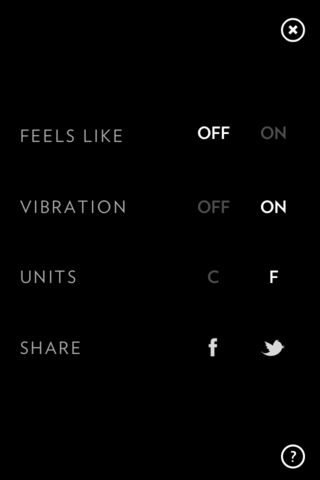 FEELS LIKE OFF ON
VIBRATION OFF ON
UNITS C F
SHARE f
?